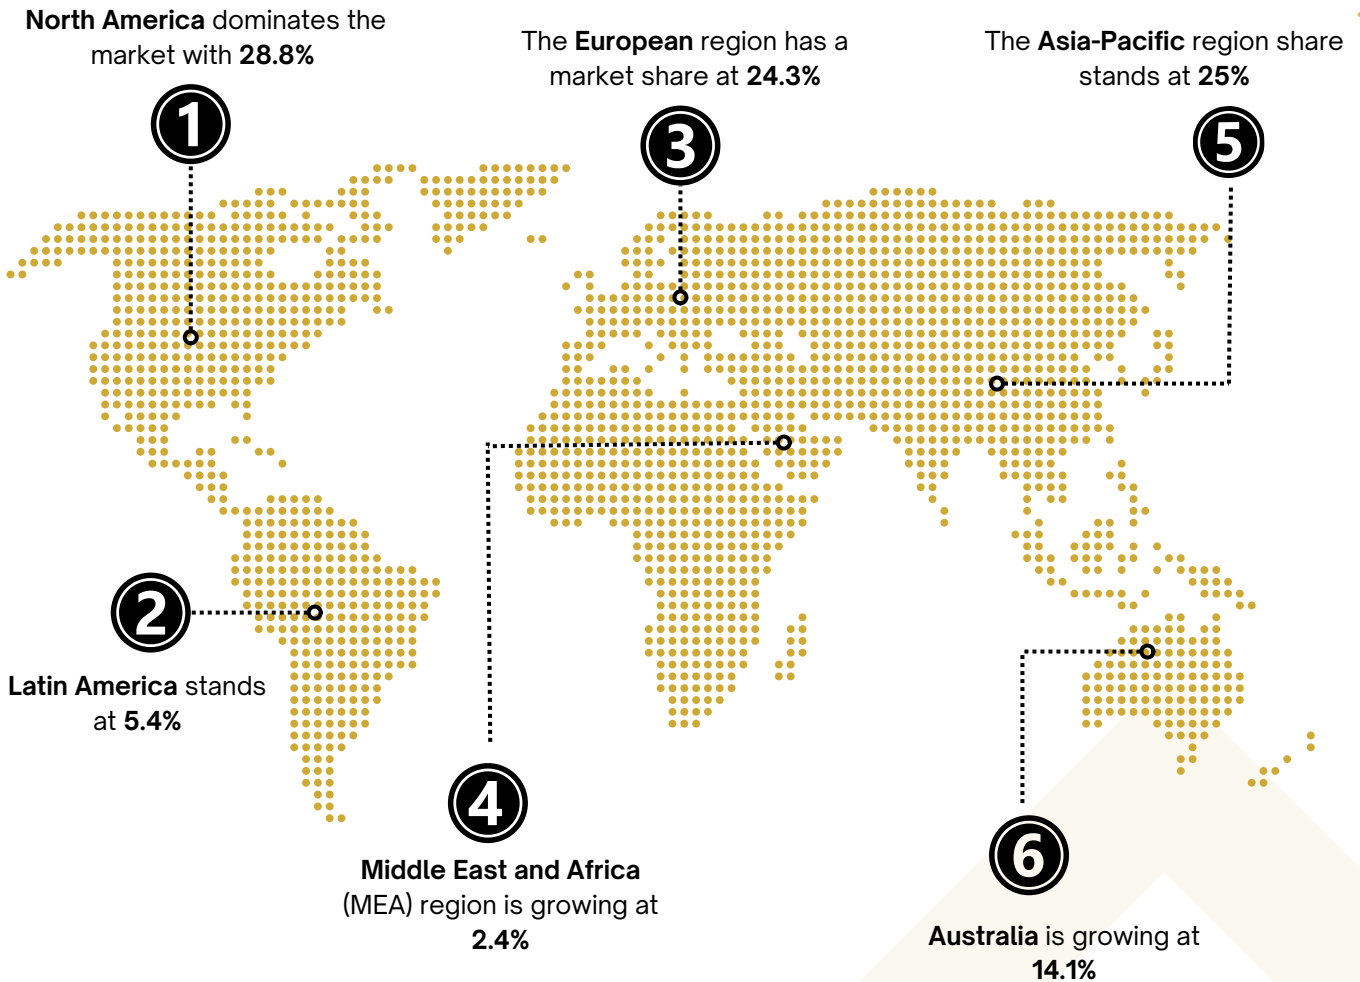 North America dominates the
market with 28.8%
1
The European region has a
market share at 24.3%
3
The Asia-Pacific region share
stands at 25%
5
2
Latin America stands
at 5.4%
4
Middle East and Africa
(MEA) region is growing at
2.4%
6
Australia is growing at
14.1%